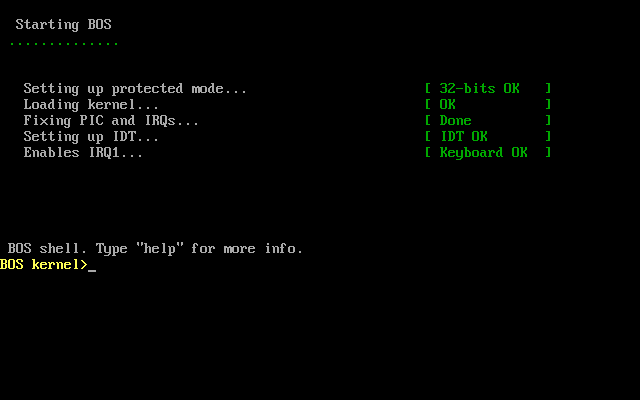 Starting BOS
..............
Setting up protected mode... [ 32-bits OK ]
Loading kernel... [ OK ]
Fixing PIC and IRQs... [ Done ]
Setting up IDT... [ IDT OK ]
Enables IRQ1... [ Keyboard OK ]
BOS shell. Type "help" for more info.
BOS kernel>_